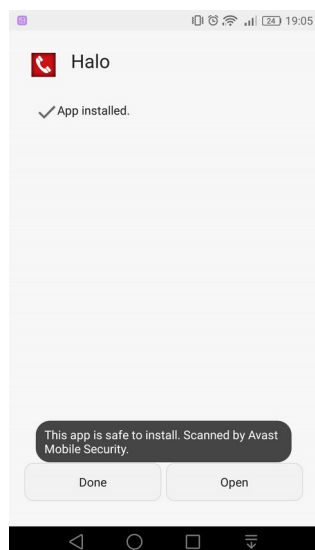 24 19:05
Halo
App installed.
This app is safe to install. Scanned by Avast
Mobile Security.
Done
Open